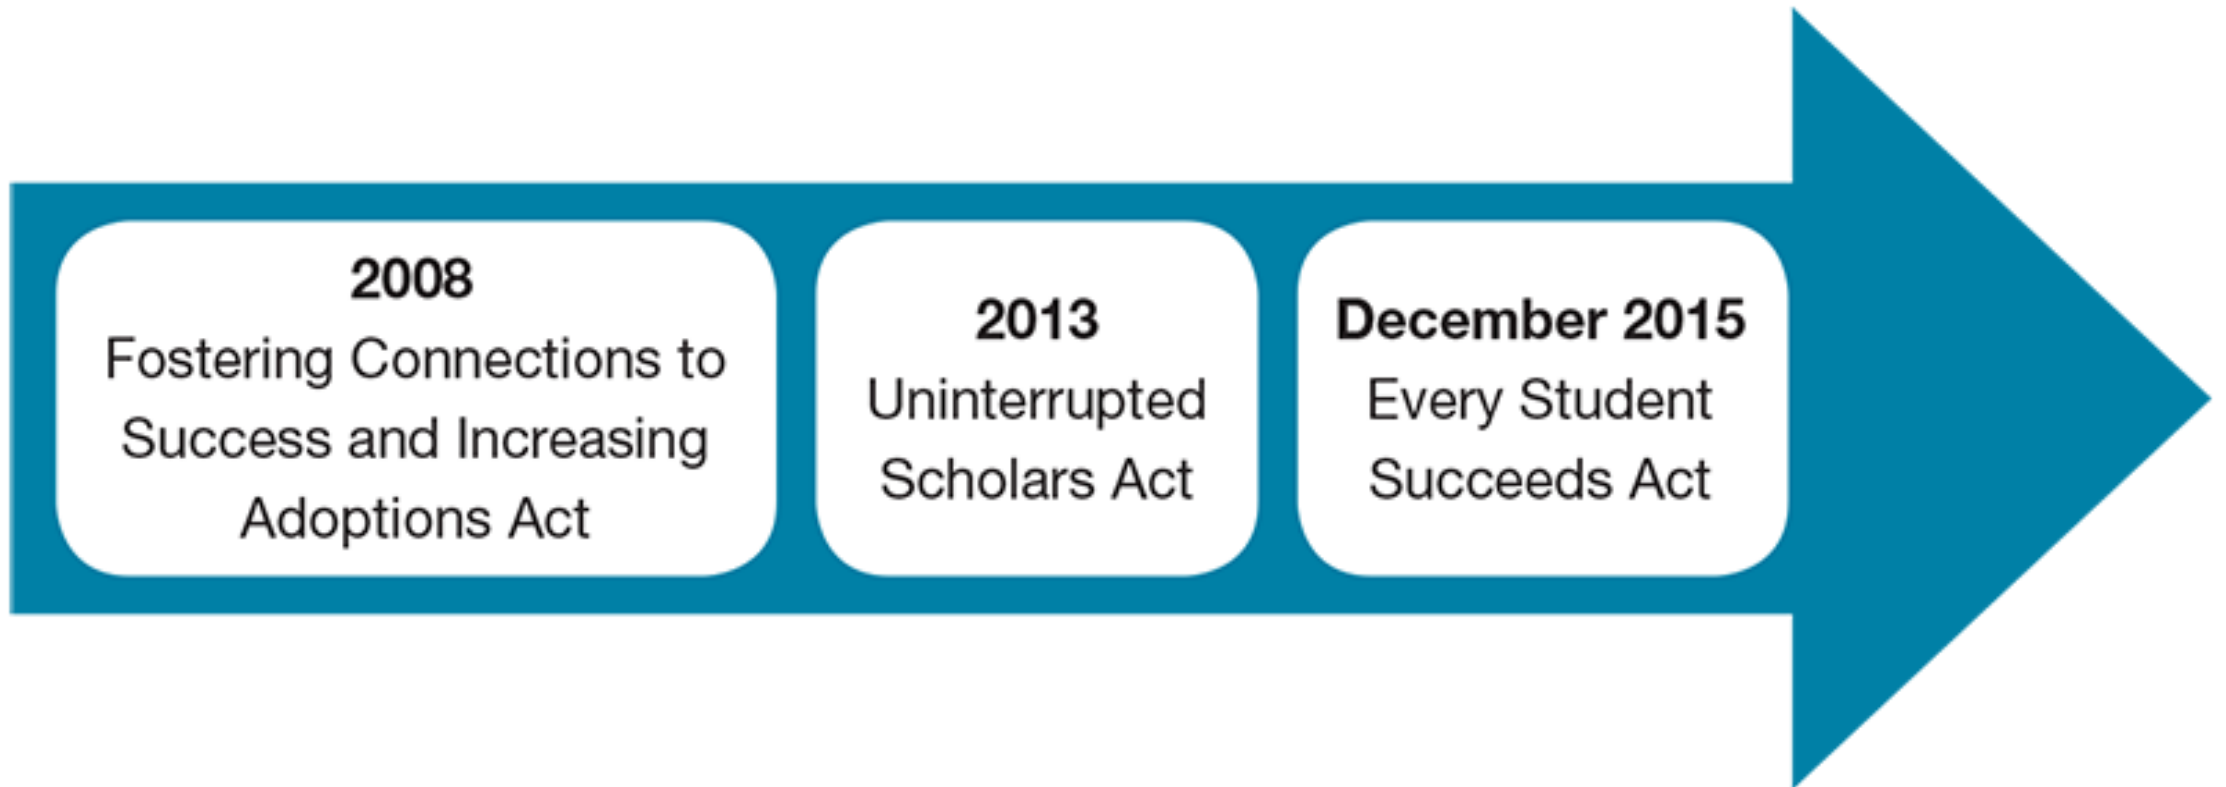 2008
Fostering Connections to
Success and Increasing
Adoptions Act
2013
Uninterrupted
Scholars Act
December 2015
Every Student
Succeeds Act